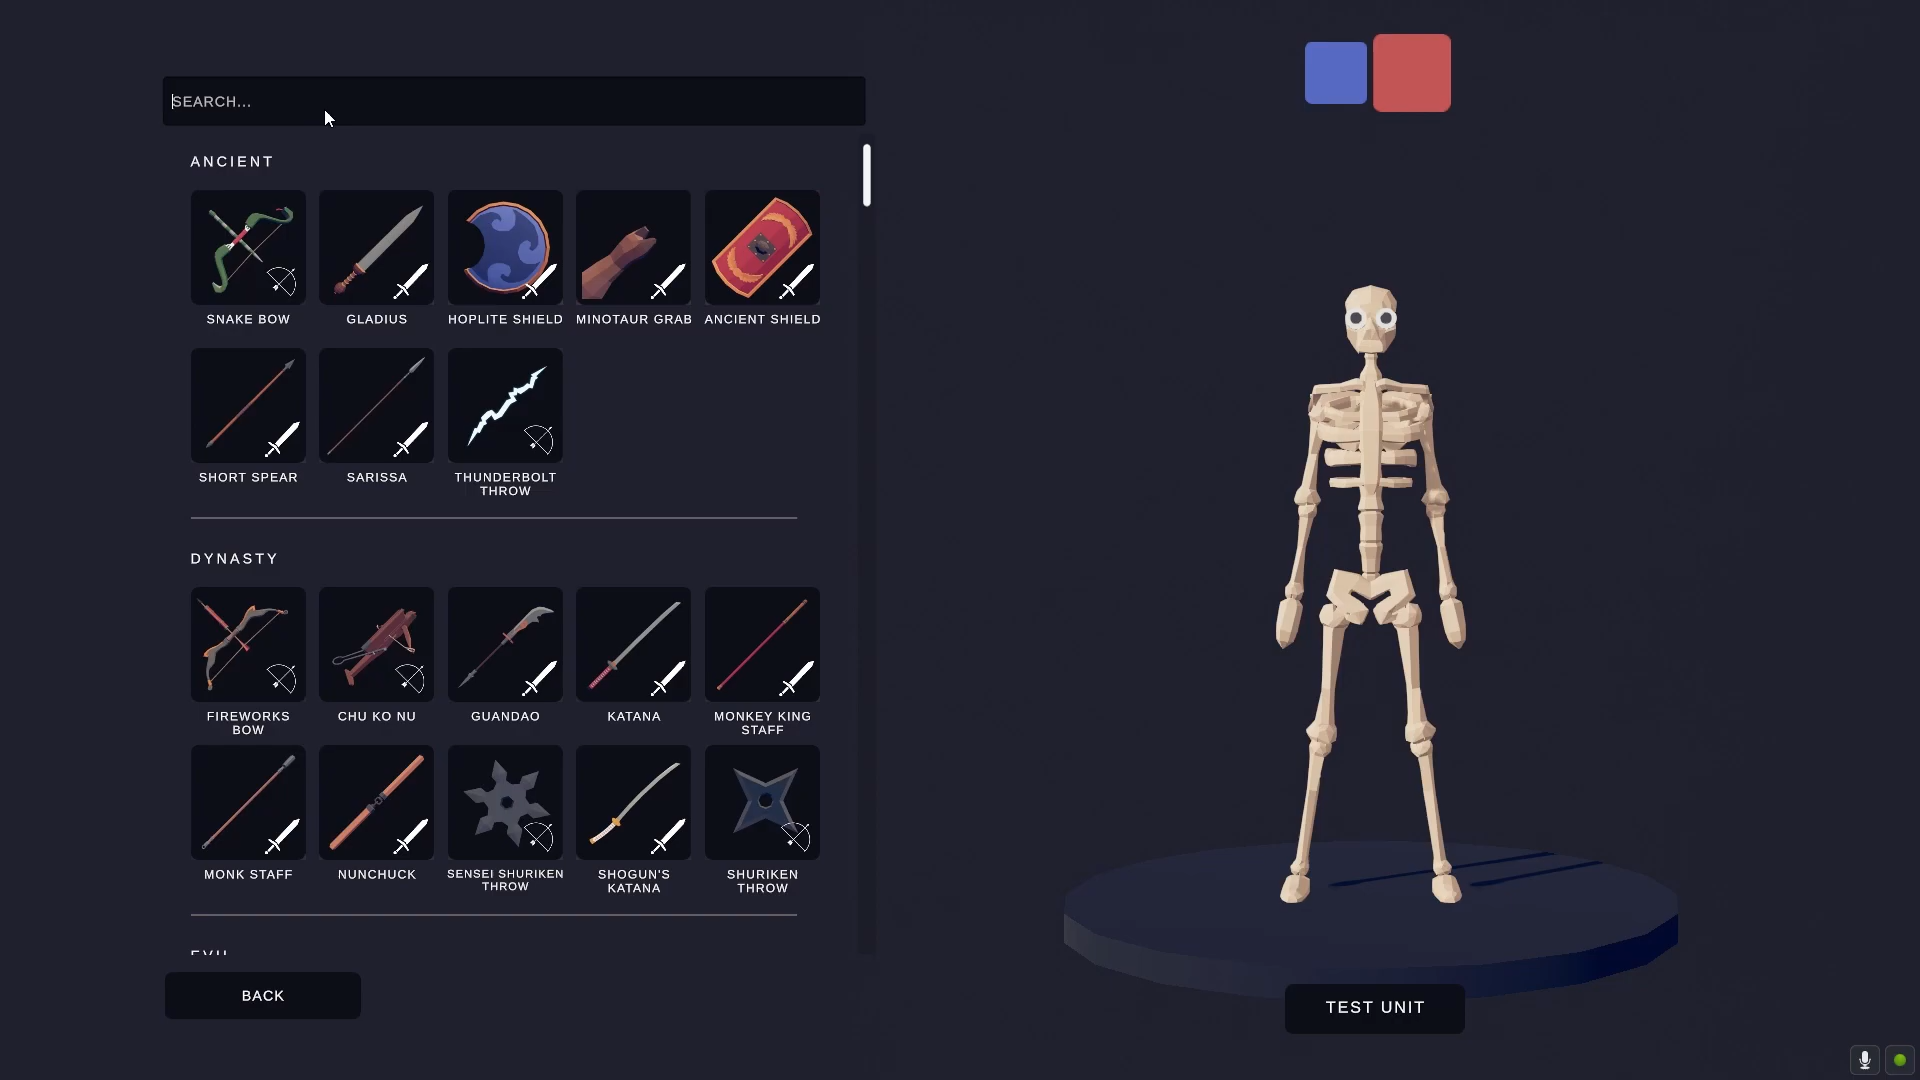 SEARCH...
ANCIENT
SNAKE BOW
GLADIUS
HOPLITE SHIELD
MINOTAUR GRAB
ANCIENT SHIELD
SHORT SPEAR
SARISSA
THUNDERBOLT
THROW
DYNASTY
FIREWORKS
BOW
CHU KO NU
GUANDAO
KATANA
MONKEY KING
STAFF
MONK STAFF
NUNCHUCK
SENSEI SHURIKEN
THROW
SHOGUN'S
KATANA
SHURIKEN
THROW
BACK
TEST UNIT